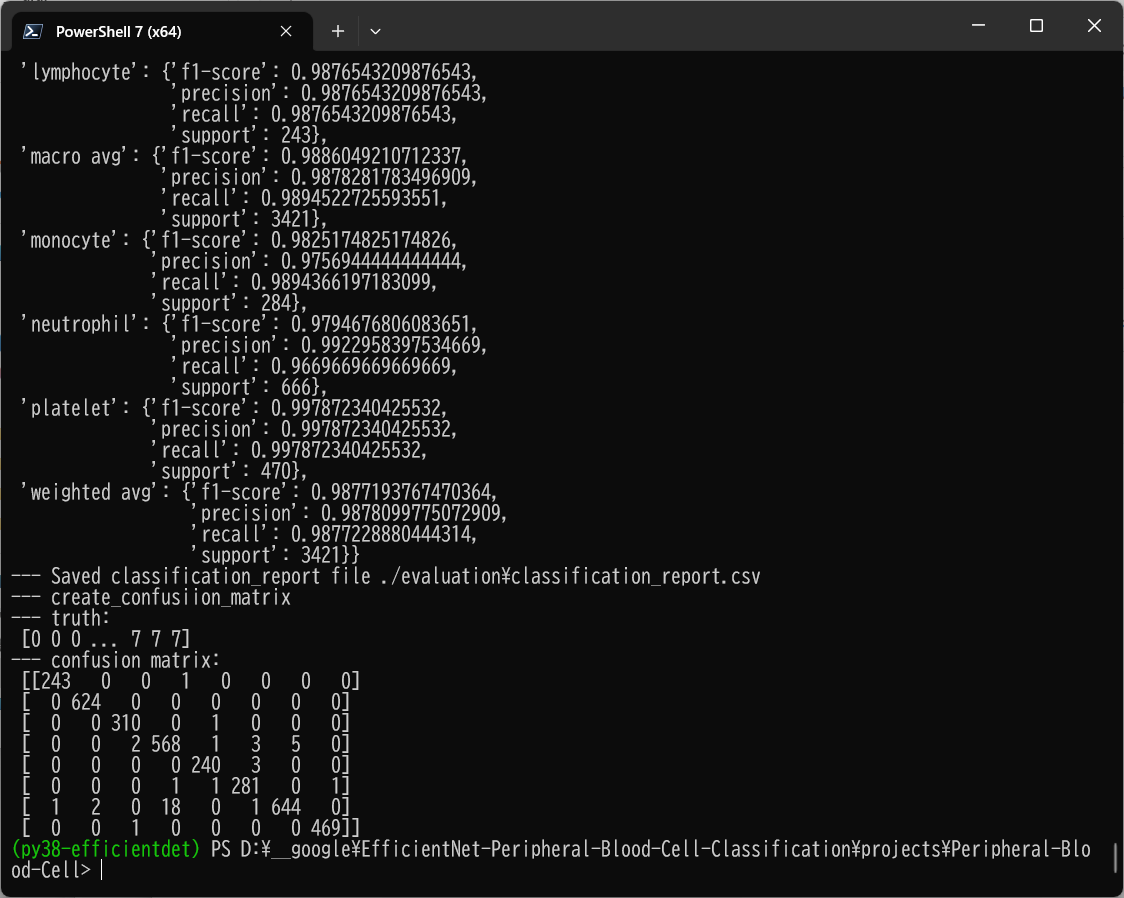 PowerShell 7 (x64)
'lymphocyte': {'f1-score': 0.9876543209876543,
'precision': 0.9876543209876543,
'recall': 0.9876543209876543,
'support': 243},
'macro avg': {'f1-score': 0.9886049210712337,
'precision': 0.9878281783496909,
'recall': 0.9894522725593551,
'support': 3421},
'monocyte': {'f1-score': 0.9825174825174826,
'precision': 0.9756944444444444,
'recall': 0.9894366197183099,
'support': 284},
'neutrophil': {'f1-score': 0.9794676806083651,
'precision': 0.9922958397534669,
'recall': 0.9669669669669669,
'support': 666},
'platelet': {'f1-score': 0.997872340425532,
'precision': 0.997872340425532,
'recall': 0.997872340425532,
'support': 470},
'weighted avg': {'f1-score': 0.9877193767470364,
'precision': 0.9878099775072909,
'recall': 0.9877228880444314,
'support': 3421}}
--- Saved classification_report file ./evaluation¥classification_report.csv
--- create_confusiion_matrix
--- truth:
[0 0 0 ... 7 7 7]
--- confusion matrix:
[[243 0 0 1 0 0 0 0]
[ 0 624 0 0 0 0 0 0]
[ 0 0 310 0 1 0 0 0]
[ 0 0 2 568 1 3 5 0]
[ 0 0 0 0 240 3 0 0]
[ 0 0 0 1 1 281 0 1]
[ 1 2 0 18 0 1 644 0]
[ 0 0 1 0 0 0 0 469]]
(py38-efficientdet) PS D:¥__google¥EfficientNet-Peripheral-Blood-Cell-Classification¥projects¥Peripheral-Blo
od-Cell>